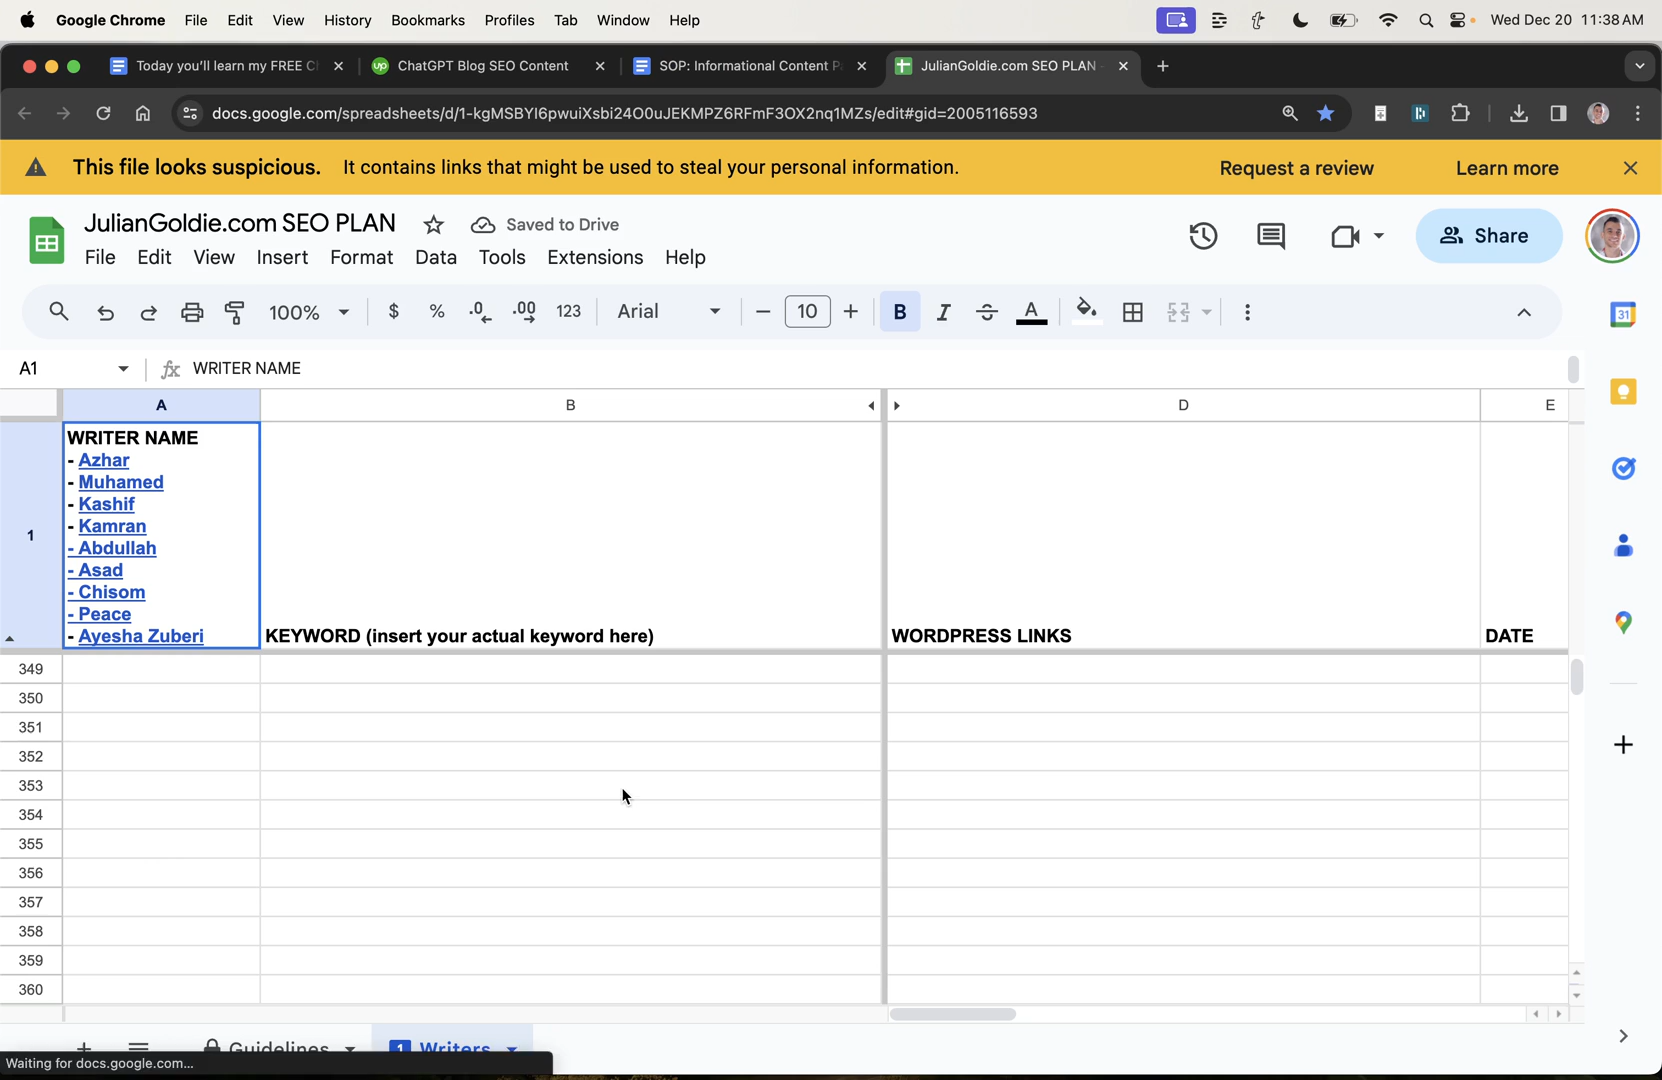 Google Chrome File Edit View History Bookmarks Profiles Tab Window Help Wed Dec 20 11:38 AM
Today you'll learn my FREE C ChatGPT Blog SEO Content SOP: Informational Content P JulianGoldie.com SEO PLAN
docs.google.com/spreadsheets/d/1-kgMSBYl6pwuiXsbi24O0uJEKMPZ6RFmF3OX2nq1MZs/edit#gid=2005116593
This file looks suspicious. It contains links that might be used to steal your personal information. Request a review Learn more
JulianGoldie.com SEO PLAN Saved to Drive
Share
File Edit View Insert Format Data Tools Extensions Help
100% $ % .0 .00 123 Arial 10 B I S A
31
A1 fx WRITER NAME
A B D E
WRITER NAME
- Azhar
- Muhamed
- Kashif
- Kamran
1
- Abdullah
- Asad
- Chisom
- Peace
- Ayesha Zuberi KEYWORD (insert your actual keyword here) WORDPRESS LINKS DATE
349
350
351
352
353
354
355
356
357
358
359
360
Guidelines 1 Writers
Waiting for docs.google.com...